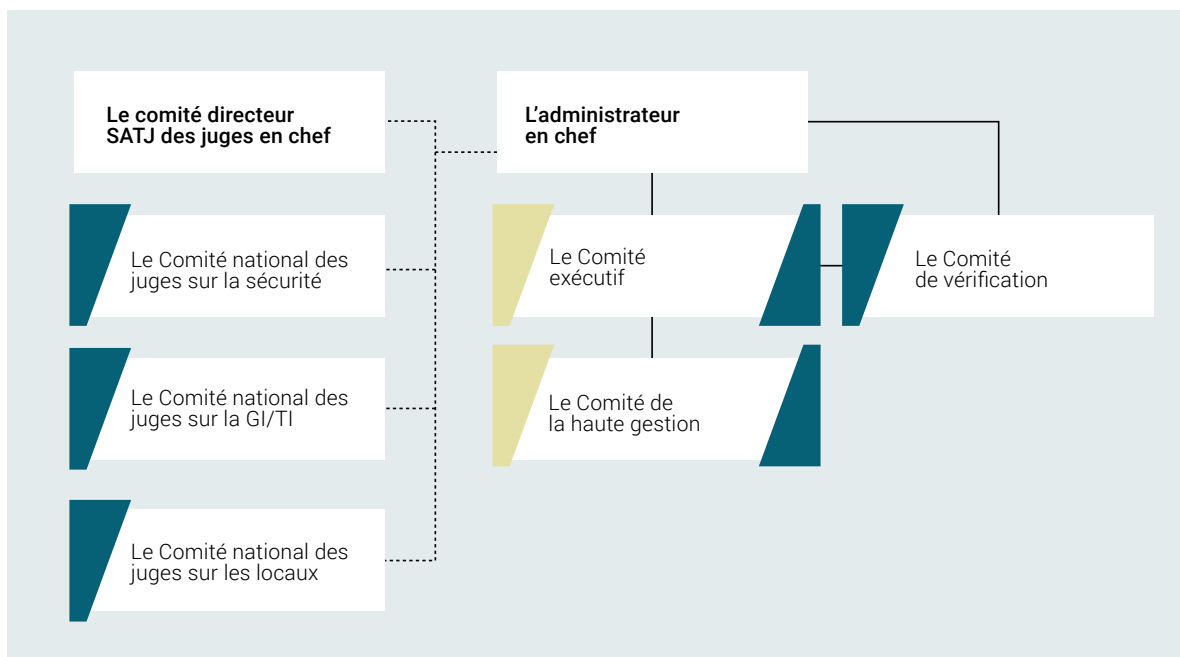 Le comité directeur
SATJ des juges en chef
L'administrateur
en chef
Le Comité national des
juges sur la sécurité
Le Comité
exécutif
Le Comité
de vérification
Le Comité national des
juges sur la GI/TI
Le Comité de
la haute gestion
Le Comité national des
juges sur les locaux